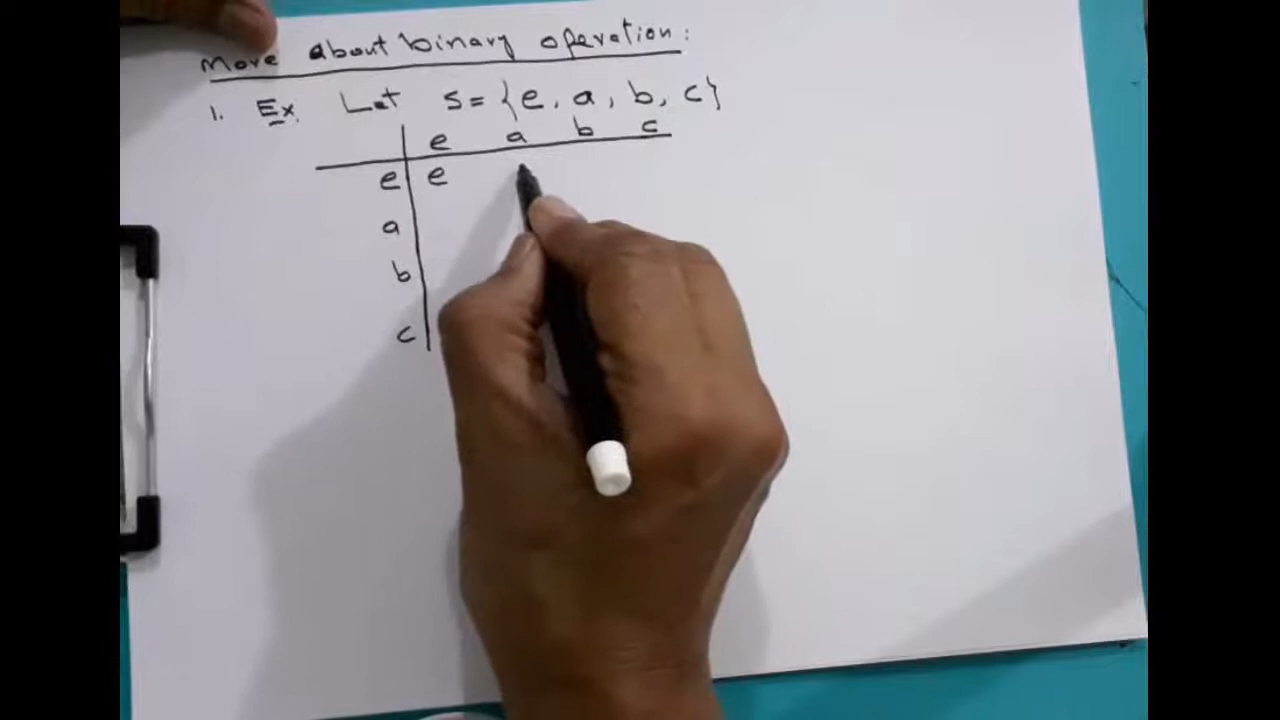 More about binary operation:
1. Ex. Let S = {e, a, b, c}
e a b c
e e
a
b
c